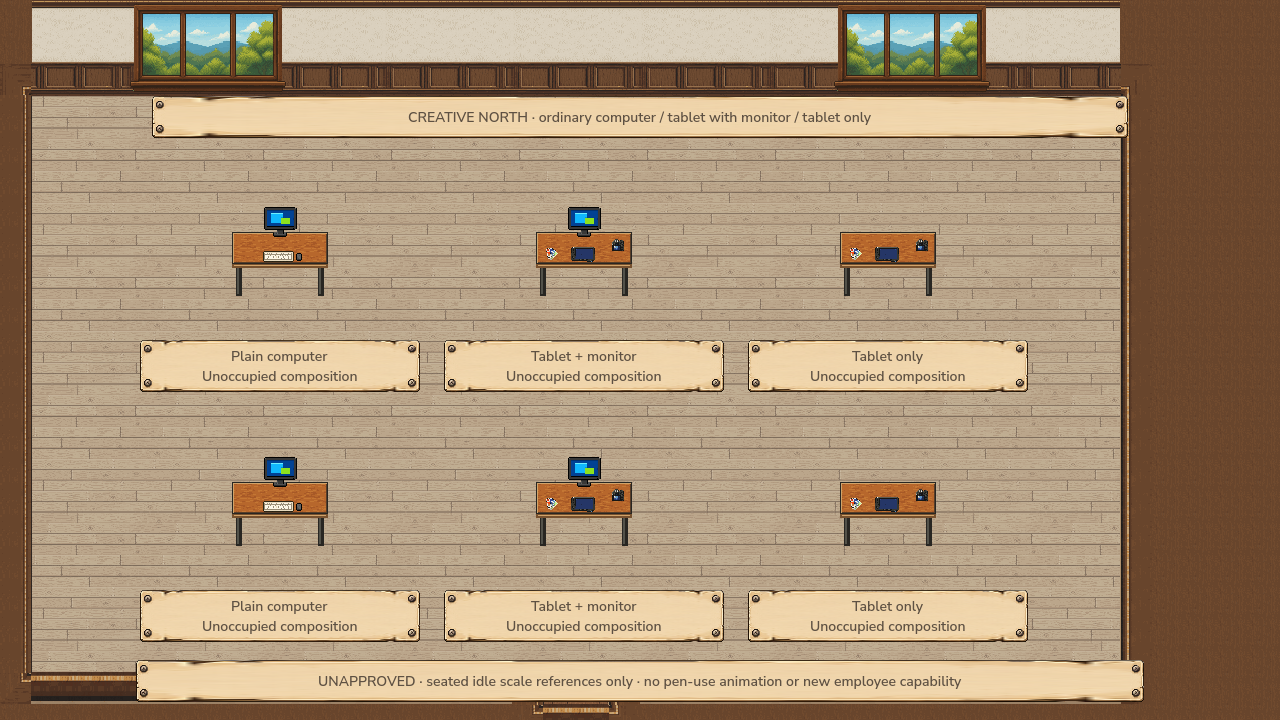 CREATIVE NORTH · ordinary computer / tablet with monitor / tablet only
Plain computer
Unoccupied composition
Tablet + monitor
Unoccupied composition
Tablet only
Unoccupied composition
Plain computer
Unoccupied composition
Tablet + monitor
Unoccupied composition
Tablet only
Unoccupied composition
UNAPPROVED · seated idle scale references only · no pen-use animation or new employee capability